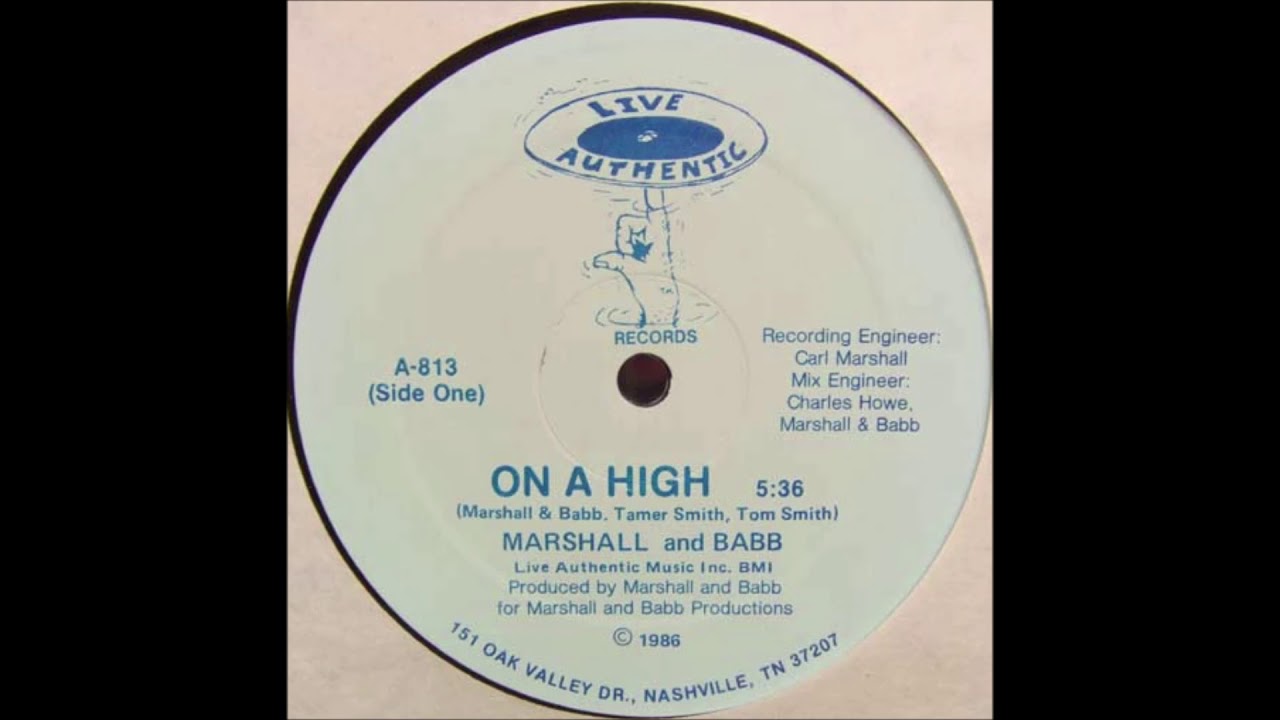 LIVE
AUTHENTIC
RECORDS
A-813
(Side One)
Recording Engineer:
Carl Marshall
Mix Engineer:
Charles Howe,
Marshall & Babb
ON A HIGH 5:36
(Marshall & Babb. Tamer Smith, Tom Smith)
MARSHALL and BABB
Live Authentic Music Inc. BMI
Produced by Marshall and Babb
for Marshall and Babb Productions
© 1986
151 OAK VALLEY DR., NASHVILLE, TN 37207